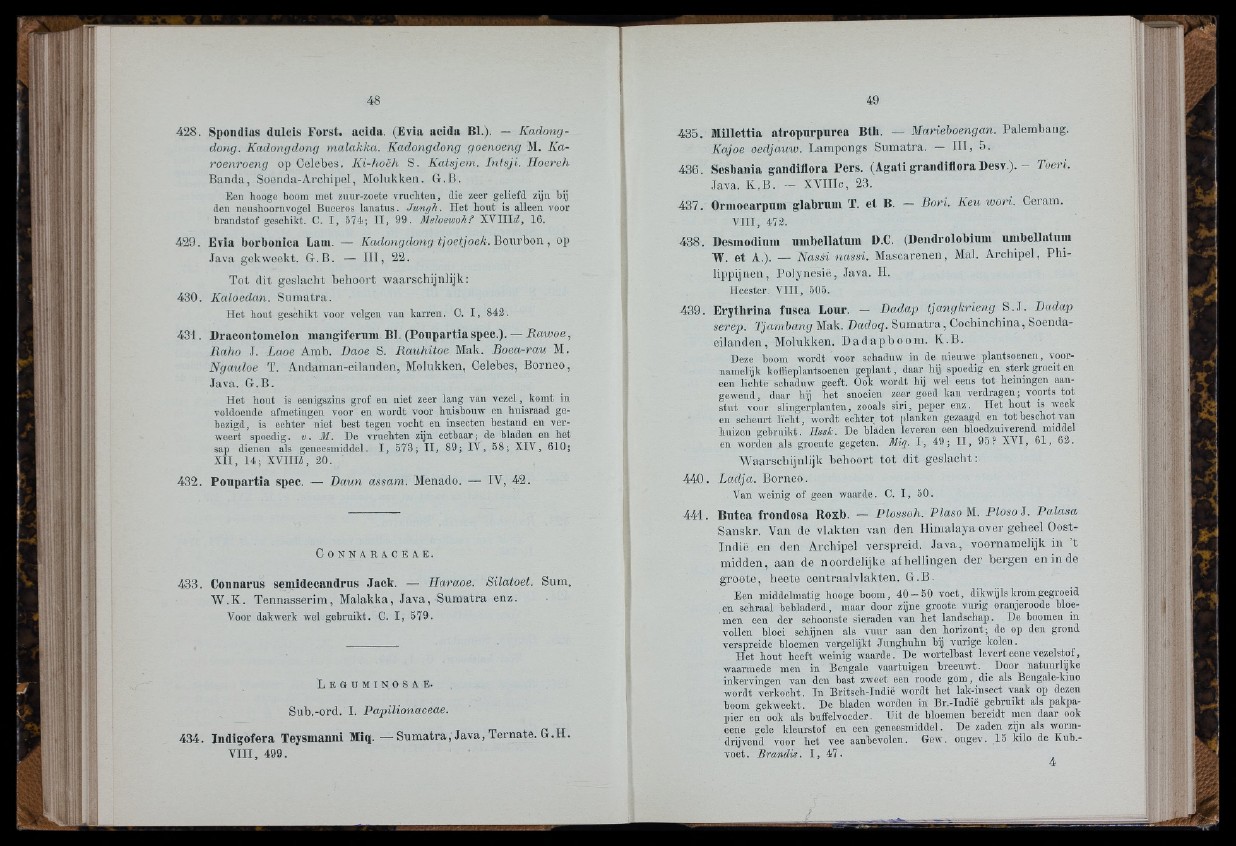 48
428. Spondias dulcis Forst. acida. (Evia acida Bl.). — Kadong-
dong. Kadongdong malakka. Kadongdong goenoeng M. Ka-
roenroeng op Celebes. Ki-hoëh S. Katsjem. Intsji. Hoereh
Banda, Soenda-Archipel, Molukken. G.B.
Een hooge boom met zuur-zoete vruchten, die zeer geliefd zijn bij
den neushoornvogel Buceros lanatus. Jungh. Het hout is alleen voor
brandstof geschikt. C. I, 574; II, 99. Meloewoh? XVIIId, 16.
429. Evia borbonica Lam. — Kadongdong tjoetjoek. Bourbon, op
Java gekweekt. G.B. — III, 22.
Tot dit geslacht behoort waarschijnlijk:
430. Kaloedan. Sumatra.
Het hout geschikt voor velgen van karren. C. I, 842.
431. Dracontomelon mangiferum Bl. (Poupartia spec.). — Rawoe,
Raho J. Laoe Amb. Daoe S. Rauhitoe Mak. Boea-rau M.
Ngauloe T. Andaman-eilanden, Molukken, Celebes, Borneo,
Java. G.B.
Het hout is eenigszins grof en niet zeer lang van vezel, komt in
voldoende afmetingen voor en wordt voor huisbouw en huisraad ge-
bezigd, is echter niet best tegen vocht en insecten bestand en ver-
weert spoedig. v. M. De vruchten zijn eetbaar; de bladen en het
sap dienen als geneesmiddel. I, 573; II, 89; IV, 58; XIV, 610;
XII, 14; XVIIIb, 20.
432. Poupartia spec. — Daun assam. Menado. — IV, 42.
CONNARACEAE.
433. Connarus semidecandrus Jack. — Haraoe. Silatoet. Sum.
W.K. Tennasserim, Malakka, Java, Sumatra enz.
Voor dakwerk wel gebruikt. C. I, 579.
LEGUMINOSAE.
Sub.-ord. I. Papilionaceae.
434. Indigofera Teysmanni Miq. — Sumatra, Java, Ternate. G.H.
VIII, 499.
49
435. Millettia atropurpurea Bth. — Marieboengan. Palembang.
Kajoe oedjauw. Lampongs Sumatra. — III, 5.
436. Sesbania gandiflora Pers. (Agati grandiflora Desv.). — Toeri.
Java. K.B. — XVIIIc, 23.
437. Ormocarpum glabrum T. et B. — Bori. Keu wori. Ceram.
VIII, 472.
438. Desmodium umbellatum D.C. (Dendrolobium umbellatum
W. et A.). — Nassi nassi. Mascarenen, Mal. Archipel, Phi-
lippijnen, Polynesië, Java. H.
Heester. VIII, 505.
439. Erythrina fusca Lour. — Dadap tjangkrieng S.J. Dadap
serep. Tjambang Mak. Dadoq. Sumatra, Cochinchina, Soenda-
eilanden, Molukken. Dadapboom. K.B.
Deze boom wordt voor schaduw in de nieuwe plantsoenen, voor-
namelijk koffieplantsoenen geplant, daar hij spoedig en sterk groeit en
een lichte schaduw geeft. Ook wordt hij wel eens tot heiningen aan-
gewend, daar hij het snoeien zeer goed kan verdragen; voorts tot
stut voor slingerplanten, zooals siri, peper enz. Het hout is week
en scheurt licht, wordt echter tot planken gezaagd en tot beschot van
huizen gebruikt. Hssk. De bladen leveren een bloedzuiverend middel
en worden als groente gegeten. Miq. I, 49; II, 95? XVI, 61, 62.
Waarschijnlijk behoort tot dit geslacht:
440. Ladja. Borneo.
Van weinig of geen waarde. C. I, 50.
441. Butea frondosa Roxb. — Plossoh. Plaso M. Ploso J. Palasa
Sanskr. Van de vlakten van den Himalaya over geheel Oost-
Indië en den Archipel verspreid. Java, voornamelijk in 't
midden, aan de noordelijke afhellingen der bergen en in de
groote, heete centraalvlakten. G.B.
Een middelmatig hooge boom, 40—50 voet, dikwijls krom gegroeid
en schraal bebladerd, maar door zijne groote vurig oranjeroode bloe-
men een der schoonste sieraden van het landschap. De boomen in
vollen bloei schijnen als vuur aan den horizont; de op den grond
verspreide bloemen vergelijkt Junghuhn bij vurige kolen.
Het hout heeft weinig waarde. De wortelbast levert eene vezelstof,
waarmede men in Bengale vaartuigen breeuwt. Door natuurlijke
inkervingen van den bast zweet een roode gom, die als Bengale-kino
wordt verkocht. In Britsch-Indië wordt het lak-insect vaak op dezen
boom gekweekt. De bladen worden in Br.-Indië gebruikt als pakpa-
pier en ook als buffelvoeder. Uit de bloemen bereidt men daar ook
eene gele kleurstof en een geneesmiddel. De zaden zijn als worm-
drijvend voor het vee aanbevolen. Gew. ongev. 15 kilo de Kub.-
voet. Brandis. I, 47.
4